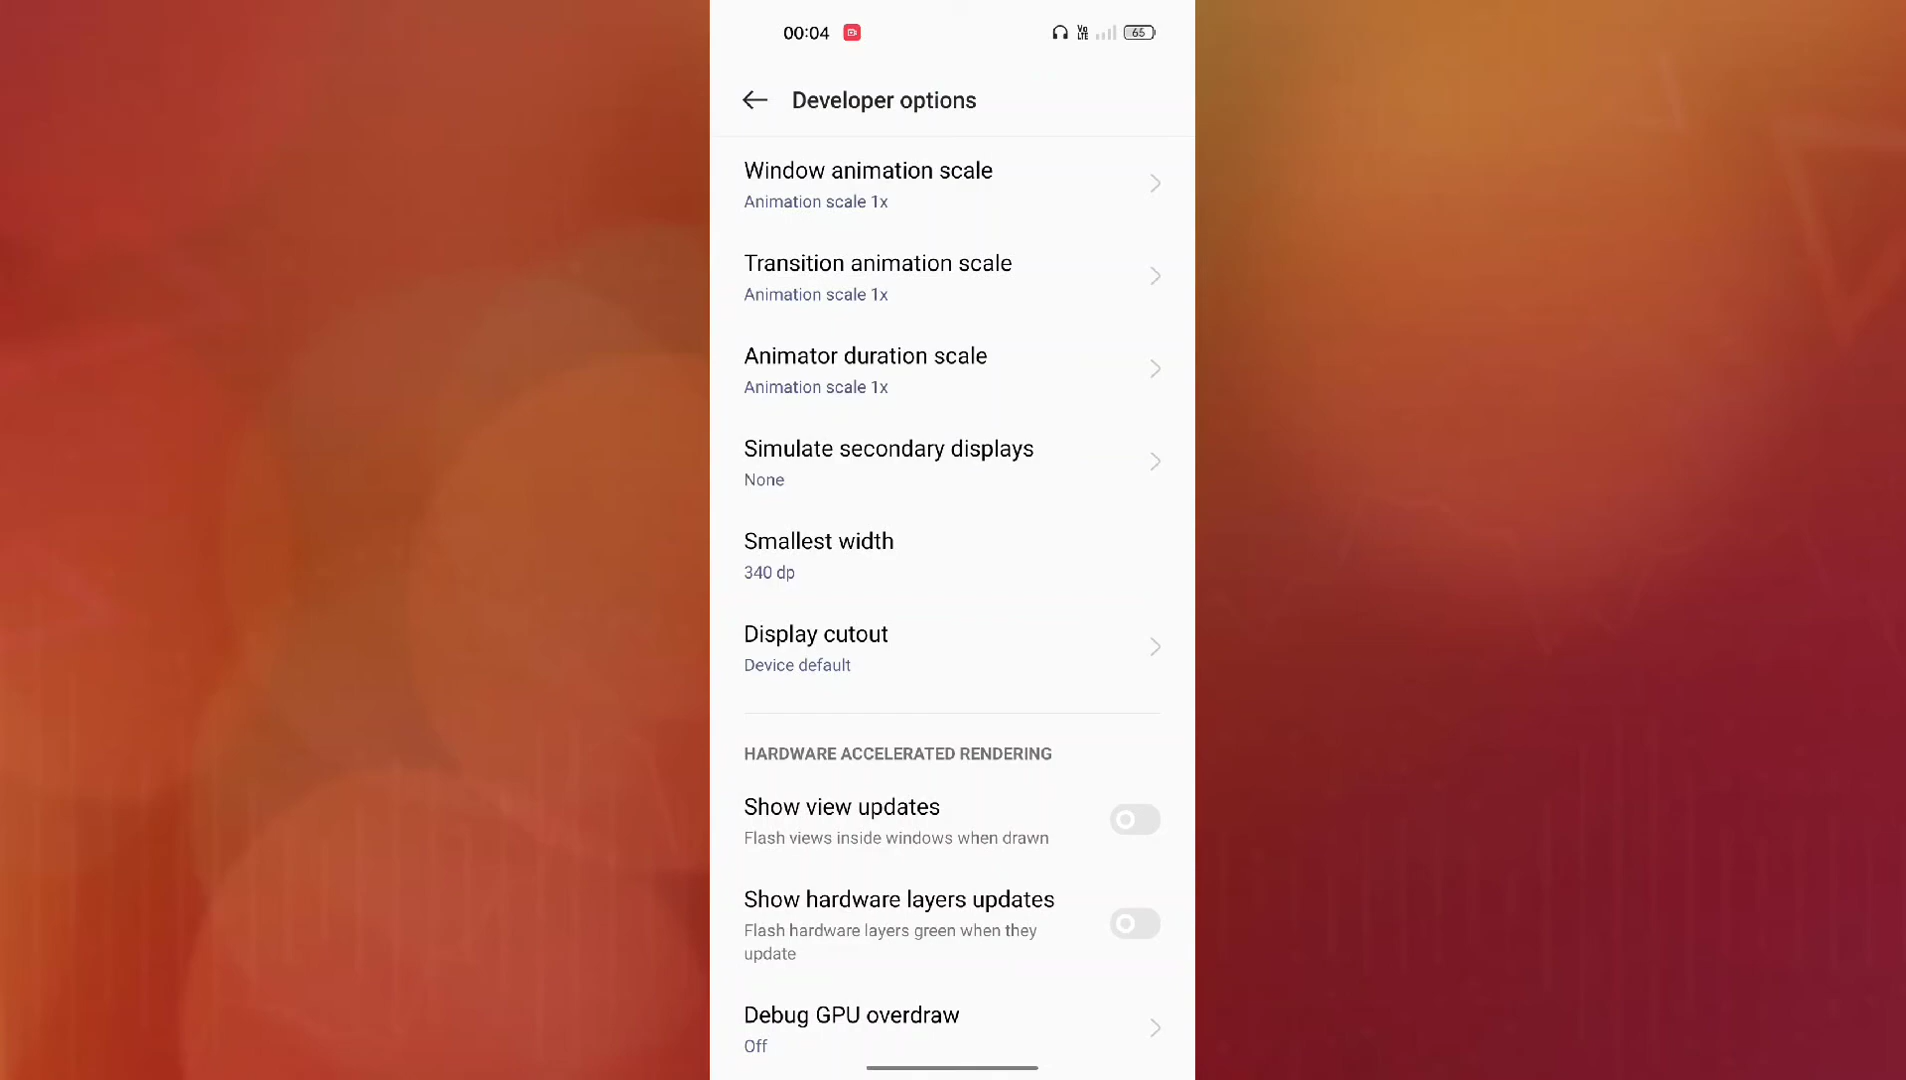 00:04 Vo LTE 65
Developer options
Window animation scale
Animation scale 1x
Transition animation scale
Animation scale 1x
Animator duration scale
Animation scale 1x
Simulate secondary displays
None
Smallest width
340 dp
Display cutout
Device default
HARDWARE ACCELERATED RENDERING
Show view updates
Flash views inside windows when drawn
Show hardware layers updates
Flash hardware layers green when they
update
Debug GPU overdraw
Off